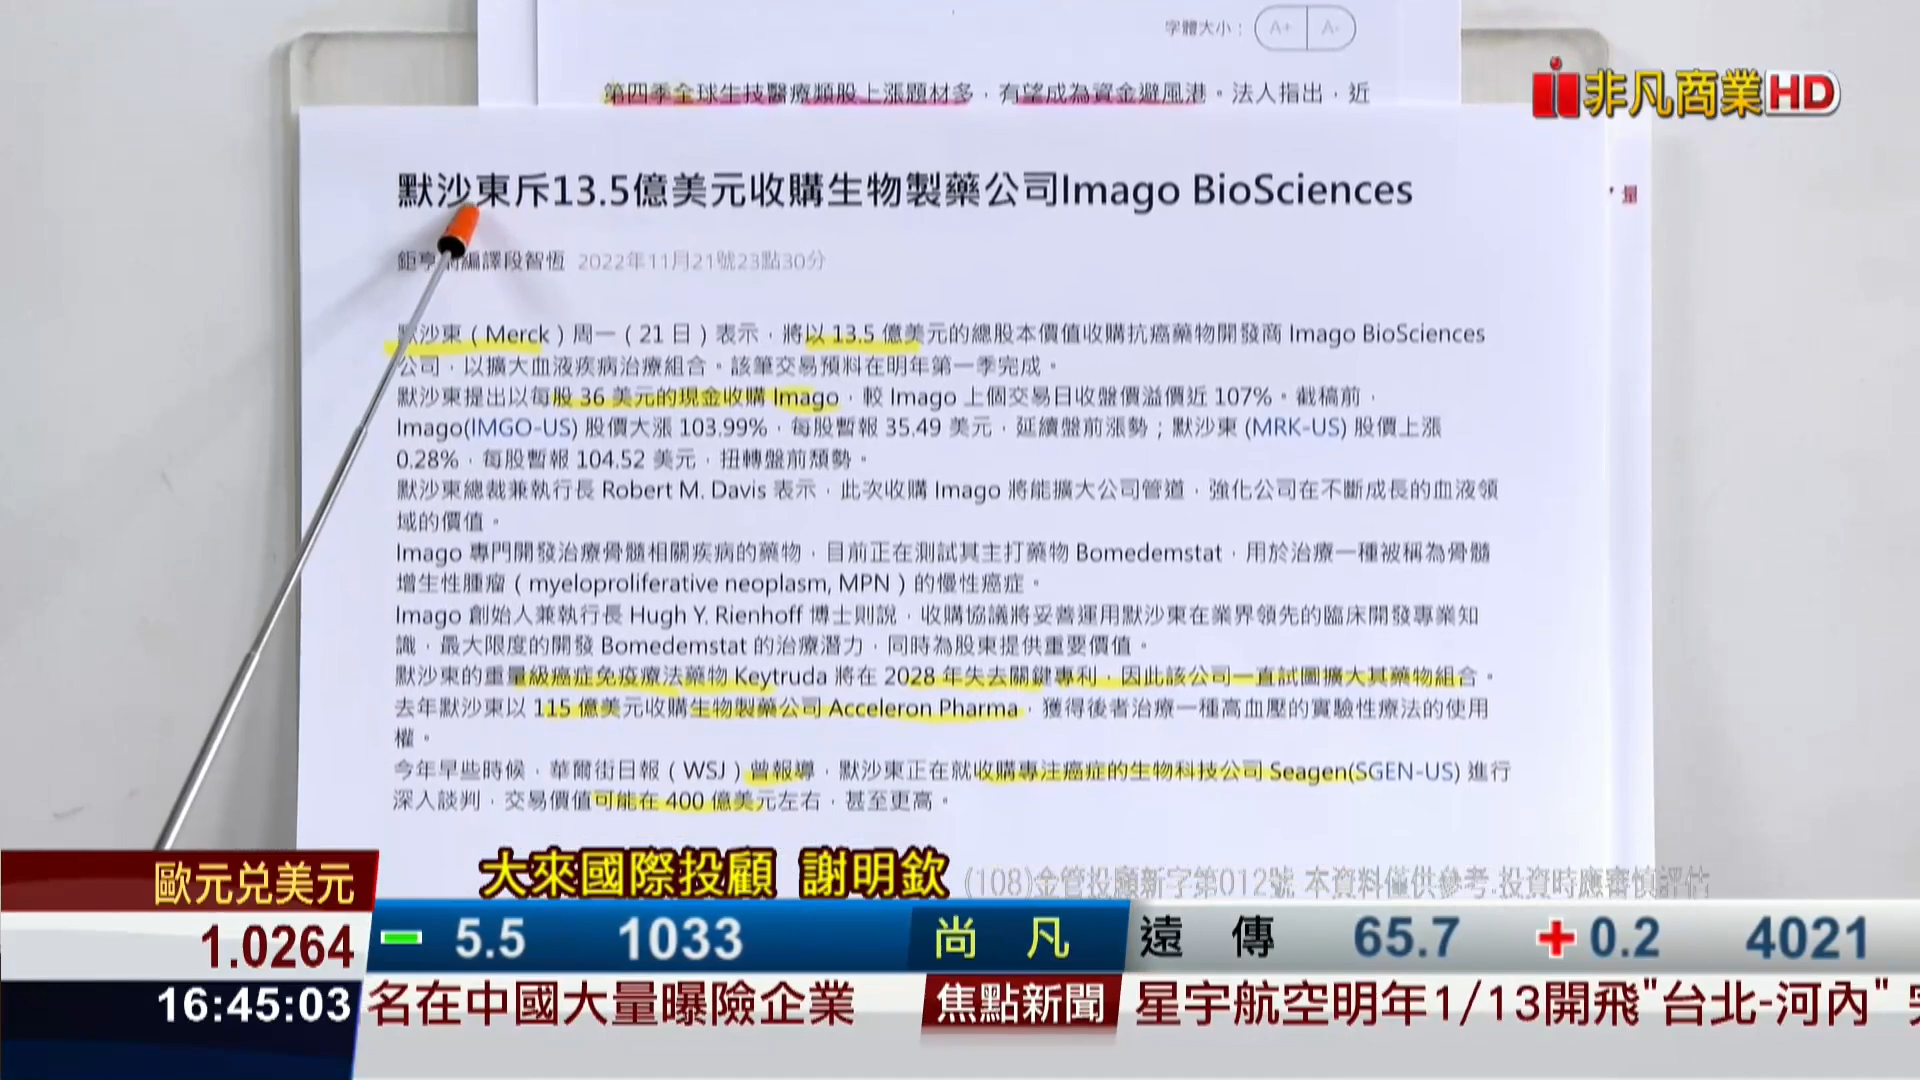 字體大小： A+ A-
第四季全球生技醫療類股上漲題材多，有望成為資金避風港。法人指出，近
非凡商業HD
默沙東斥13.5億美元收購生物製藥公司Imago BioSciences
量
鉅亨網編譯段智恆 2022年11月21號23點30分
默沙東（Merck）周一（21 日）表示，將以 13.5 億美元的總股本價值收購抗癌藥物開發商 Imago BioSciences
公司，以擴大血液疾病治療組合。該筆交易預料在明年第一季完成。
默沙東提出以每股 36 美元的現金收購 Imago，較 Imago 上個交易日收盤價溢價近 107%。截稿前，
Imago(IMGO-US) 股價大漲 103.99%，每股暫報 35.49 美元，延續盤前漲勢；默沙東 (MRK-US) 股價上漲
0.28%，每股暫報 104.52 美元，扭轉盤前頹勢。
默沙東總裁兼執行長 Robert M. Davis 表示，此次收購 Imago 將能擴大公司管道，強化公司在不斷成長的血液領
域的價值。
Imago 專門開發治療骨髓相關疾病的藥物，目前正在測試其主打藥物 Bomedemstat，用於治療一種被稱為骨髓
增生性腫瘤（myeloproliferative neoplasm, MPN）的慢性癌症。
Imago 創始人兼執行長 Hugh Y. Rienhoff 博士則說，收購協議將妥善運用默沙東在業界領先的臨床開發專業知
識，最大限度的開發 Bomedemstat 的治療潛力，同時為股東提供重要價值。
默沙東的重量級癌症免疫療法藥物 Keytruda 將在 2028 年失去關鍵專利，因此該公司一直試圖擴大其藥物組合。
去年默沙東以 115 億美元收購生物製藥公司 Acceleron Pharma，獲得後者治療一種高血壓的實驗性療法的使用
權。
今年早些時候，華爾街日報（WSJ）曾報導，默沙東正在就收購專注癌症的生物科技公司 Seagen(SGEN-US) 進行
深入談判，交易價值可能在 400 億美元左右，甚至更高。
大來國際投顧 謝明欽 (108)金管投顧新字第012號 本資料僅供參考.投資時應審慎評估
歐元兌美元
1.0264
5.5 1033 尚凡 遠傳 65.7 +0.2 4021
16:45:03
名在中國大量曝險企業 焦點新聞 星宇航空明年1/13開飛"台北-河內"